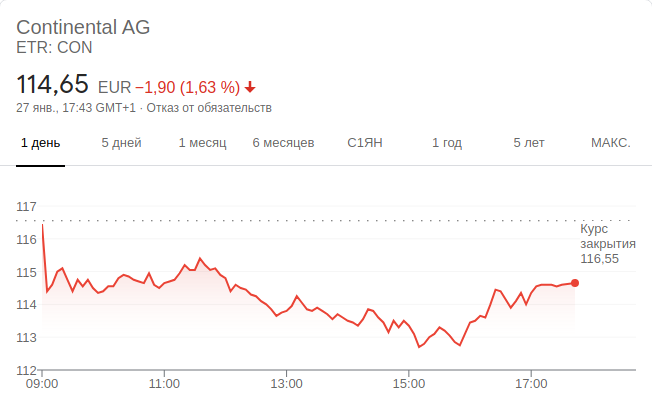 Continental AG
ETR: CON
114,65 EUR −1,90 (1,63 %)
27 янв., 17:43 GMT+1 · Отказ от обязательств
1 день 5 дней 1 месяц 6 месяцев С1ЯН 1 год 5 лет МАКС.
117
Курс
116
закрытия
116,55
115
114
113
112
09:00 11:00 13:00 15:00 17:00